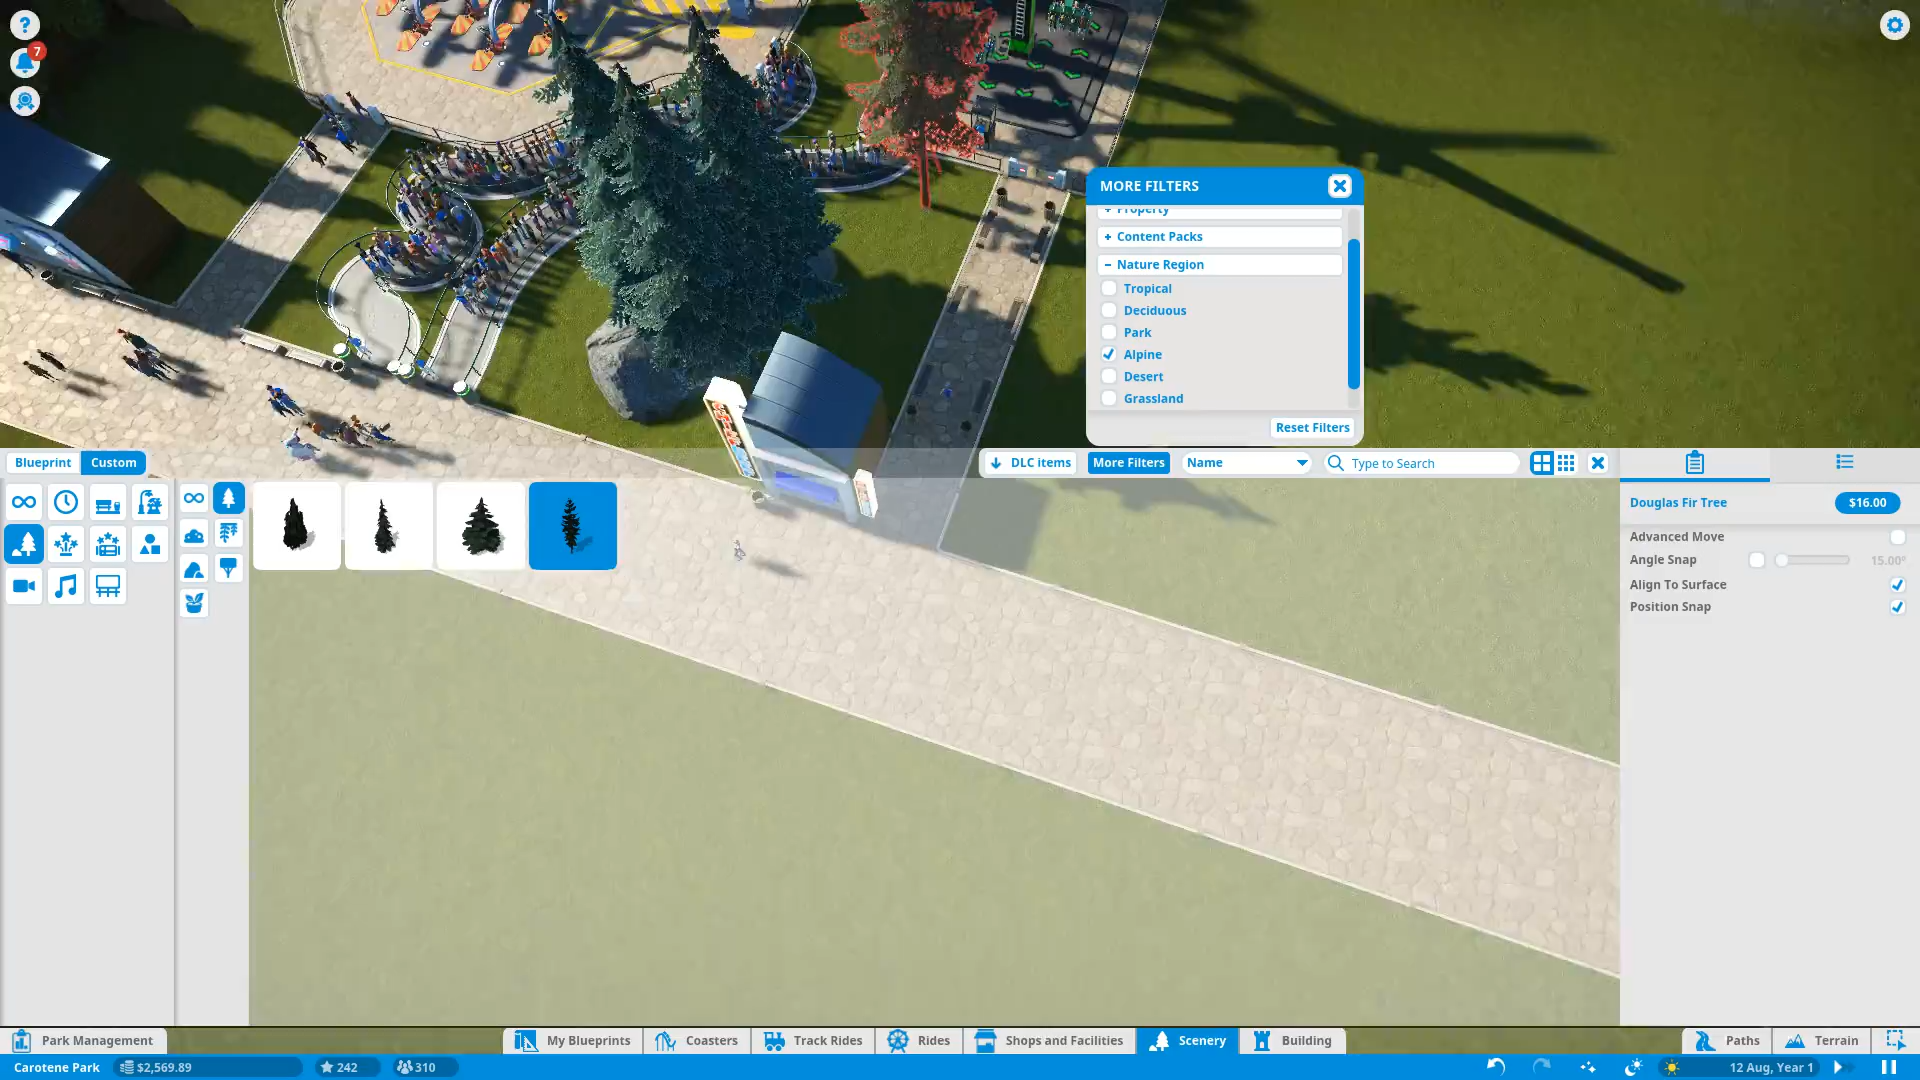 ?
7
MORE FILTERS
+ Property
+ Content Packs
− Nature Region
Tropical
Deciduous
Park
Alpine
Desert
Grassland
Reset Filters
Blueprint
Custom
DLC items
More Filters
Name
Type to Search
Douglas Fir Tree
$16.00
Advanced Move
Angle Snap
15.00°
Align To Surface
Position Snap
Park Management
My Blueprints
Coasters
Track Rides
Rides
Shops and Facilities
Scenery
Building
Paths
Terrain
Carotene Park
$2,569.89
242
310
12 Aug, Year 1